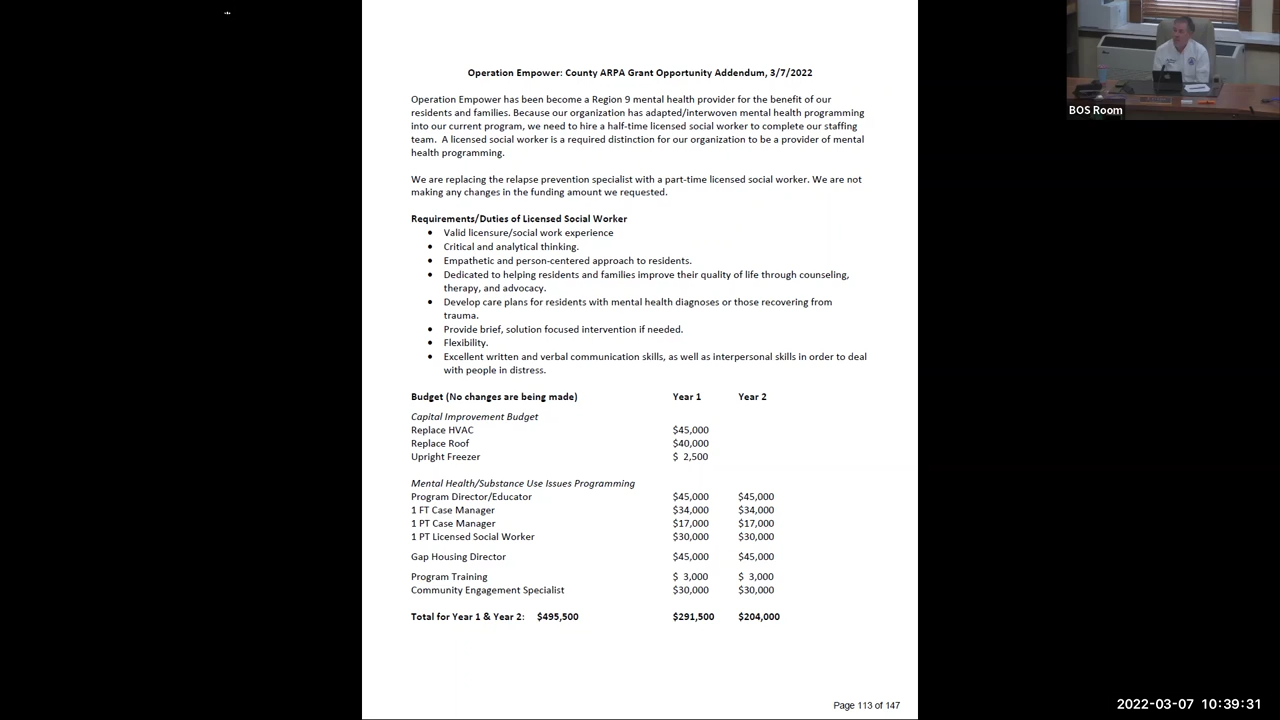 Operation Empower: County ARPA Grant Opportunity Addendum, 3/7/2022
Operation Empower has been become a Region 9 mental health provider for the benefit of our
residents and families. Because our organization has adapted/interwoven mental health programming
into our current program, we need to hire a half-time licensed social worker to complete our staffing
team. A licensed social worker is a required distinction for our organization to be a provider of mental
health programming.
We are replacing the relapse prevention specialist with a part-time licensed social worker. We are not
making any changes in the funding amount we requested.
Requirements/Duties of Licensed Social Worker
• Valid licensure/social work experience
• Critical and analytical thinking.
• Empathetic and person-centered approach to residents.
• Dedicated to helping residents and families improve their quality of life through counseling,
therapy, and advocacy.
• Develop care plans for residents with mental health diagnoses or those recovering from
trauma.
• Provide brief, solution focused intervention if needed.
• Flexibility.
• Excellent written and verbal communication skills, as well as interpersonal skills in order to deal
with people in distress.
Budget (No changes are being made) Year 1 Year 2
Capital Improvement Budget
Replace HVAC $45,000
Replace Roof $40,000
Upright Freezer $ 2,500
Mental Health/Substance Use Issues Programming
Program Director/Educator $45,000 $45,000
1 FT Case Manager $34,000 $34,000
1 PT Case Manager $17,000 $17,000
1 PT Licensed Social Worker $30,000 $30,000
Gap Housing Director $45,000 $45,000
Program Training $ 3,000 $ 3,000
Community Engagement Specialist $30,000 $30,000
Total for Year 1 & Year 2: $495,500 $291,500 $204,000
Page 113 of 147
BOS Room
2022-03-07 10:39:31